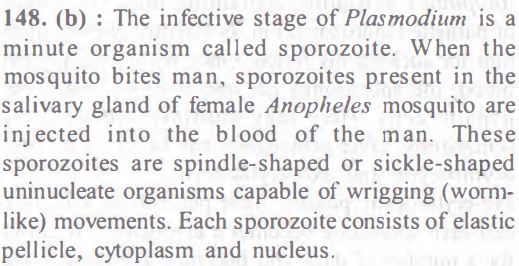 148. (b) : The infective stage of Plasmodium is a
minute organism called sporozoite. When the
mosquito bites man, sporozoites present in the
salivary gland of female Anopheles mosquito are
injected into the blood of the man. These
sporozoites are spindle-shaped or sickle-shaped
uninucleate organisms capable of wrigging (worm-
like) movements. Each sporozoite consists of elastic
pellicle, cytoplasm and nucleus.